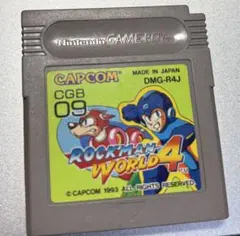 Nintendo GAME BOY
CAPCOM
MADE IN JAPAN
DMG-R4J
CGB
09
ROCKMAN
WORLD 4
© CAPCOM 1993 ALL RIGHTS RESERVED